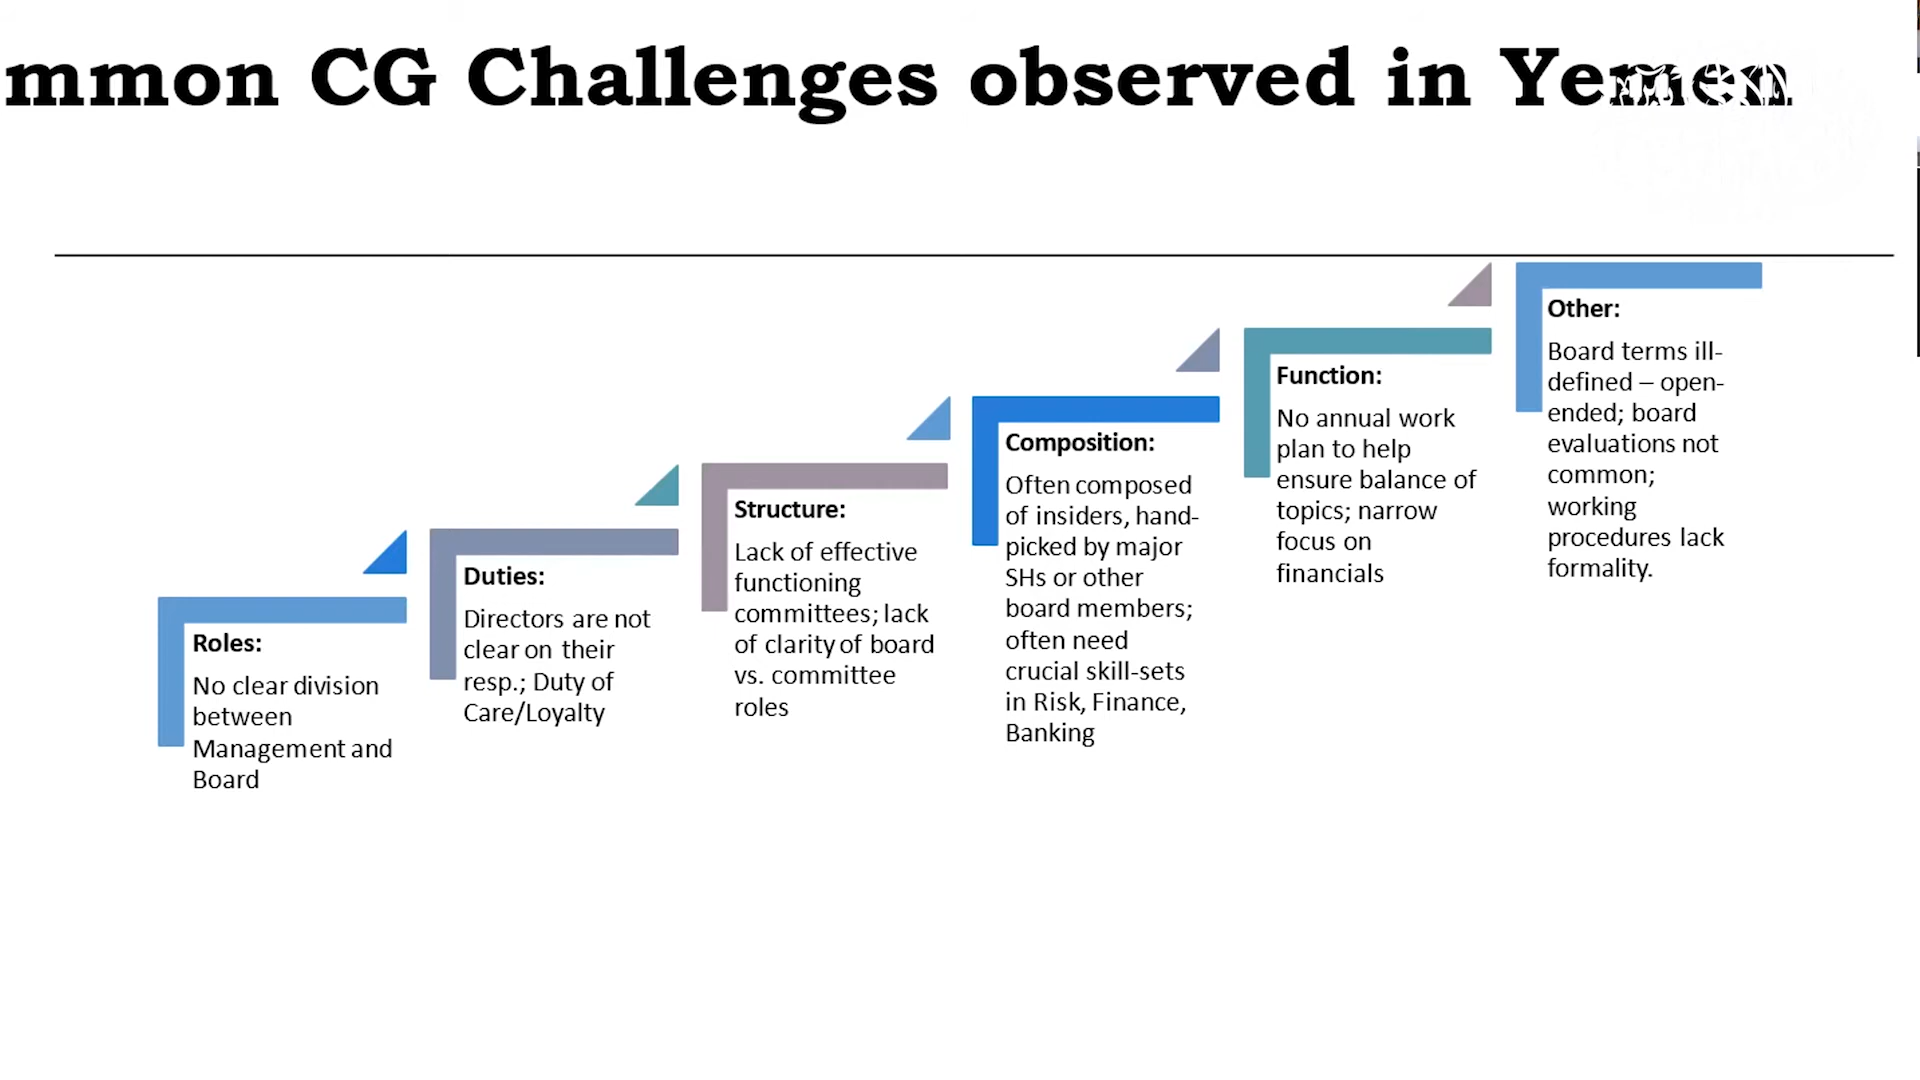 mmon CG Challenges observed in Yemen
Roles:
No clear division
between
Management and
Board
Duties:
Directors are not
clear on their
resp.; Duty of
Care/Loyalty
Structure:
Lack of effective
functioning
committees; lack
of clarity of board
vs. committee
roles
Composition:
Often composed
of insiders, hand-
picked by major
SHs or other
board members;
often need
crucial skill-sets
in Risk, Finance,
Banking
Function:
No annual work
plan to help
ensure balance of
topics; narrow
focus on
financials
Other:
Board terms ill-
defined – open-
ended; board
evaluations not
common;
working
procedures lack
formality.